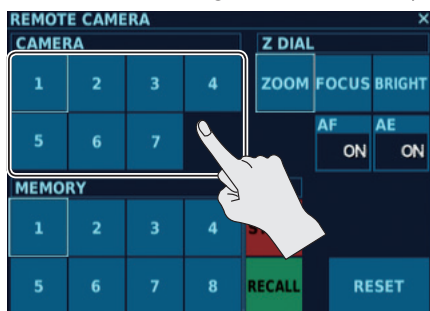 REMOTE CAMERA ×
CAMERA
Z DIAL
1 2 3 4
ZOOM FOCUS BRIGHT
5 6 7
AF AE
ON ON
MEMORY
1 2 3 4
5 6 7 8
RECALL
RESET